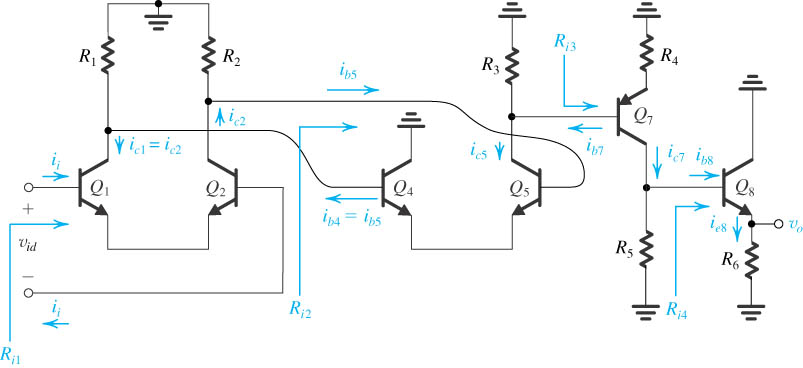 R1
R2
R3
Ri3
R4
ib5
ic1 = ic2
ic2
Ri2
ic5
ib7
Q7
ii
Q1
Q2
Q4
Q5
ic7
ib8
Q8
+
vid
−
ib4 = ib5
ie8
vo
R5
R6
ii
Ri1
Ri4